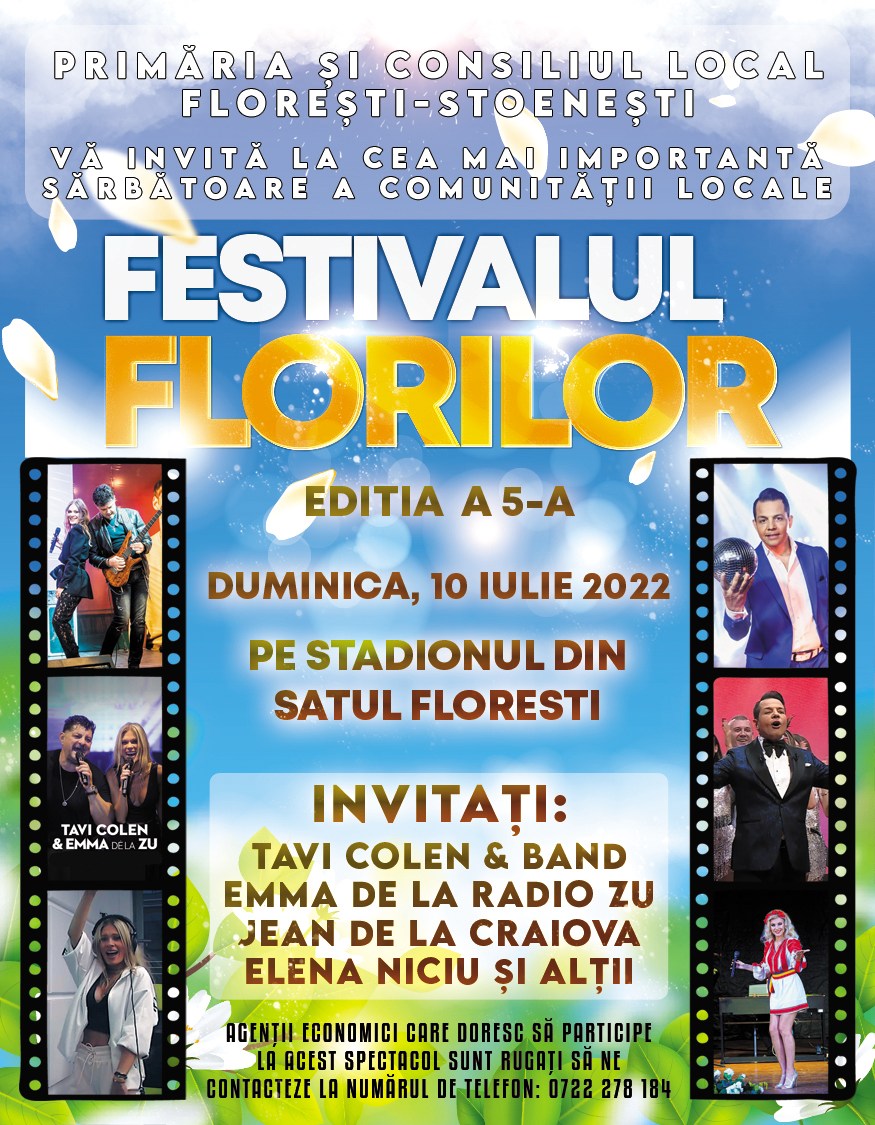 PRIMĂRIA ȘI CONSILIUL LOCAL
FLOREȘTI-STOENEȘTI
VĂ INVITĂ LA CEA MAI IMPORTANTĂ
SĂRBĂTOARE A COMUNITĂȚII LOCALE
FESTIVALUL
FLORILOR
EDITIA A 5-A
DUMINICA, 10 IULIE 2022
PE STADIONUL DIN
SATUL FLORESTI
TAVI COLEN
& EMMA DE LA ZU
INVITAȚI:
TAVI COLEN & BAND
EMMA DE LA RADIO ZU
JEAN DE LA CRAIOVA
ELENA NICIU ȘI ALȚII
AGENȚII ECONOMICI CARE DORESC SĂ PARTICIPE
LA ACEST SPECTACOL SUNT RUGAȚI SĂ NE
CONTACTEZE LA NUMĂRUL DE TELEFON: 0722 278 184